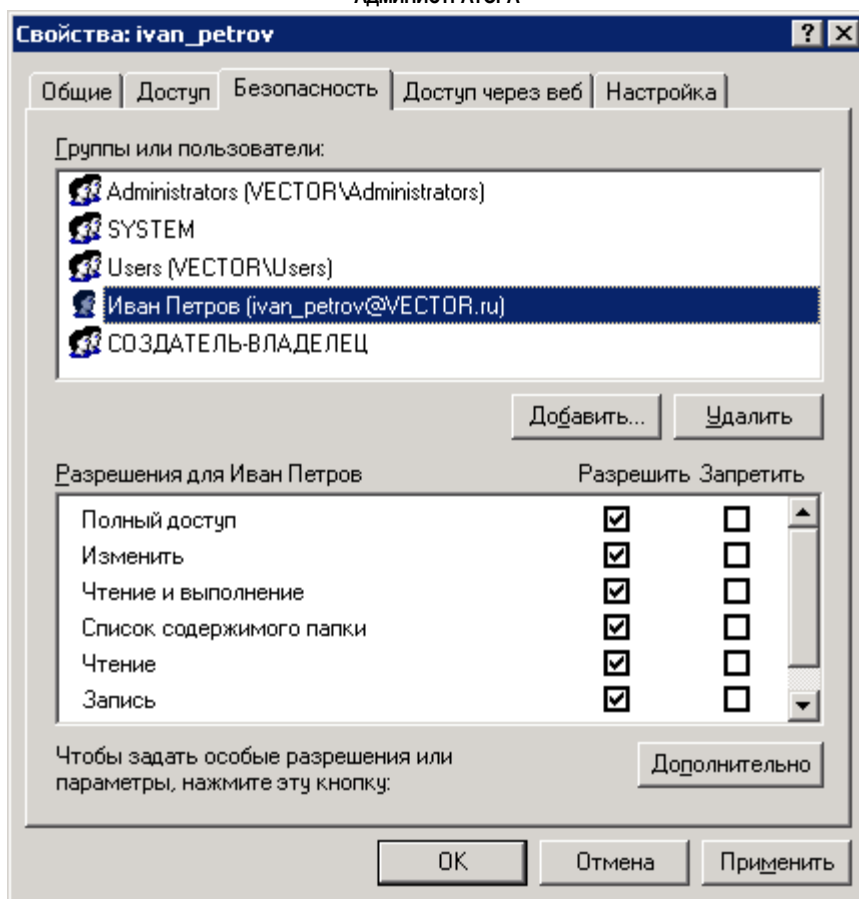 АДМИНИСТРАТОРА
Свойства: ivan_petrov
Общие Доступ Безопасность Доступ через веб Настройка
Группы или пользователи:
Administrators (VECTOR\Administrators)
SYSTEM
Users (VECTOR\Users)
Иван Петров (ivan_petrov@VECTOR.ru)
СОЗДАТЕЛЬ-ВЛАДЕЛЕЦ
Добавить... Удалить
Разрешения для Иван Петров Разрешить Запретить
Полный доступ
Изменить
Чтение и выполнение
Список содержимого папки
Чтение
Запись
Чтобы задать особые разрешения или
параметры, нажмите эту кнопку:
Дополнительно
ОК Отмена Применить